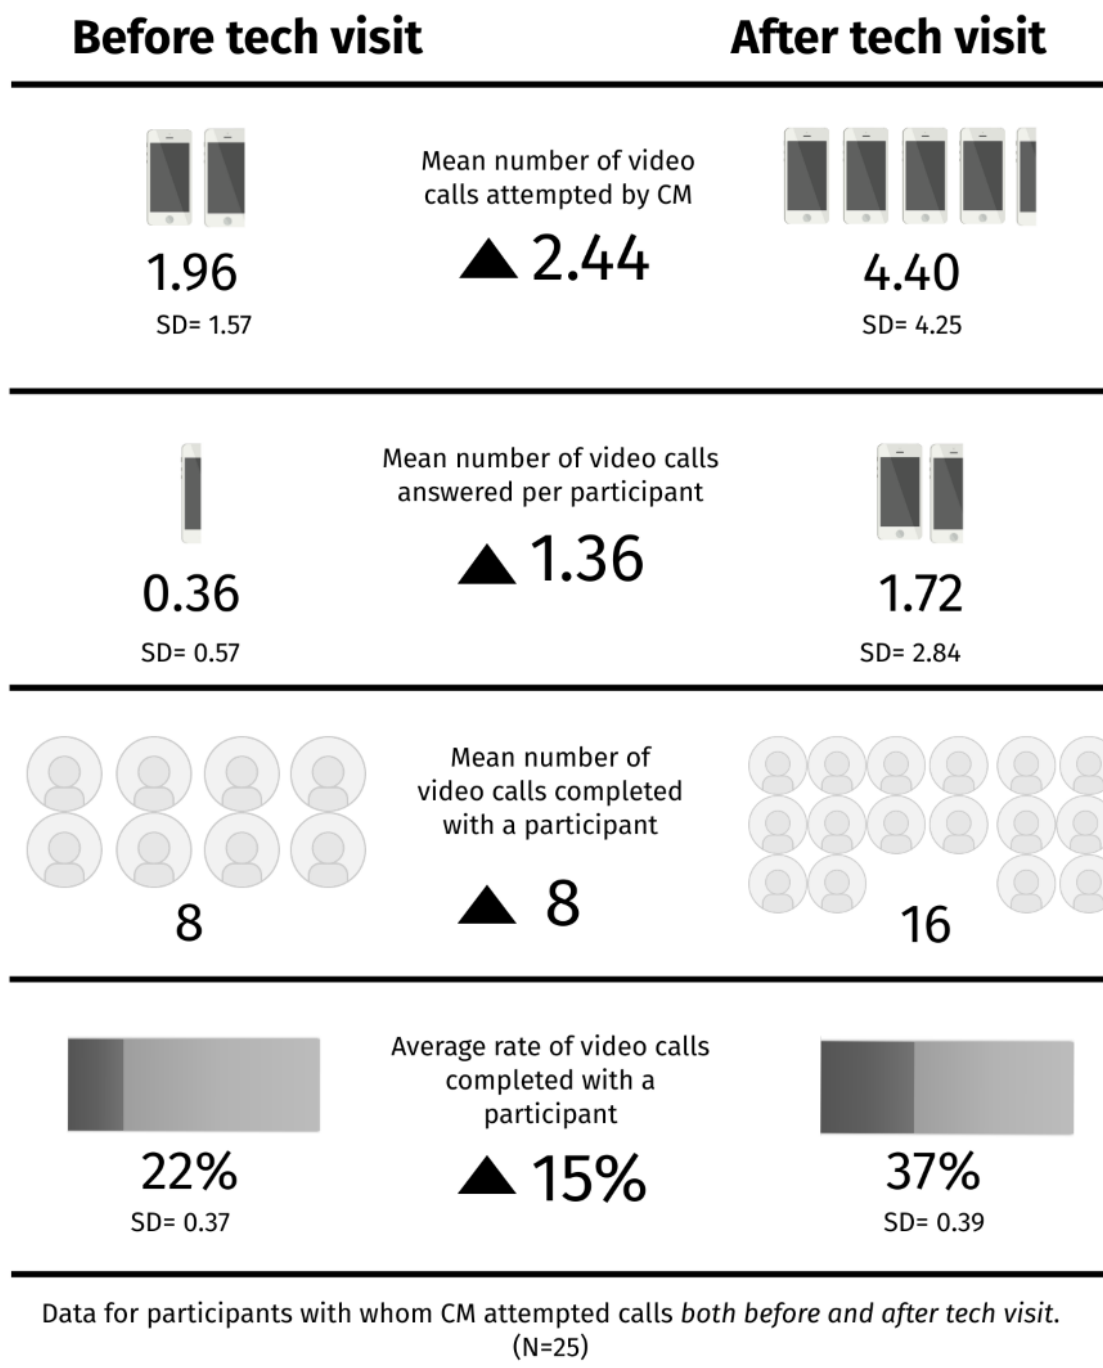 Before tech visit
After tech visit
Mean number of video
calls attempted by CM
1.96
▲ 2.44
4.40
SD= 1.57
SD= 4.25
Mean number of video calls
answered per participant
0.36
▲ 1.36
1.72
SD= 0.57
SD= 2.84
Mean number of
video calls completed
with a participant
8
▲ 8
16
Average rate of video calls
completed with a
participant
22%
▲ 15%
37%
SD= 0.37
SD= 0.39
Data for participants with whom CM attempted calls both before and after tech visit.
(N=25)